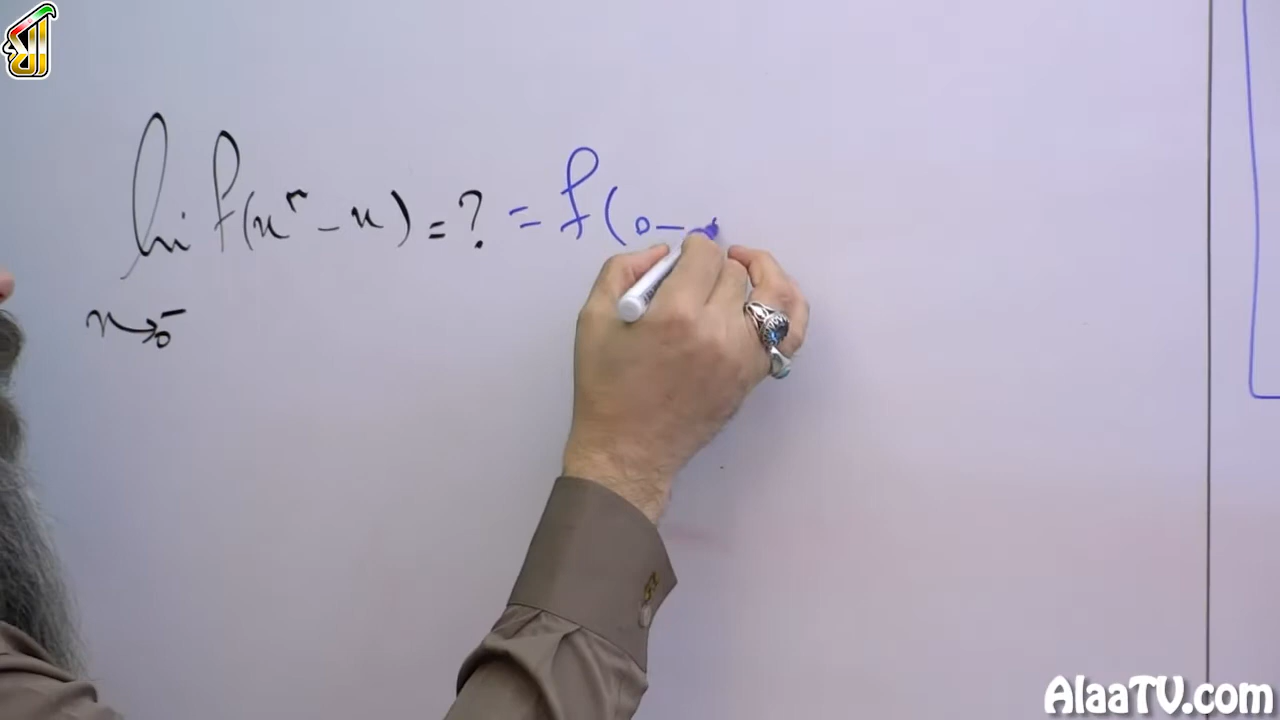 lim f(x² - x) = ? = f(0 -
x→0⁻
AlaaTV.com